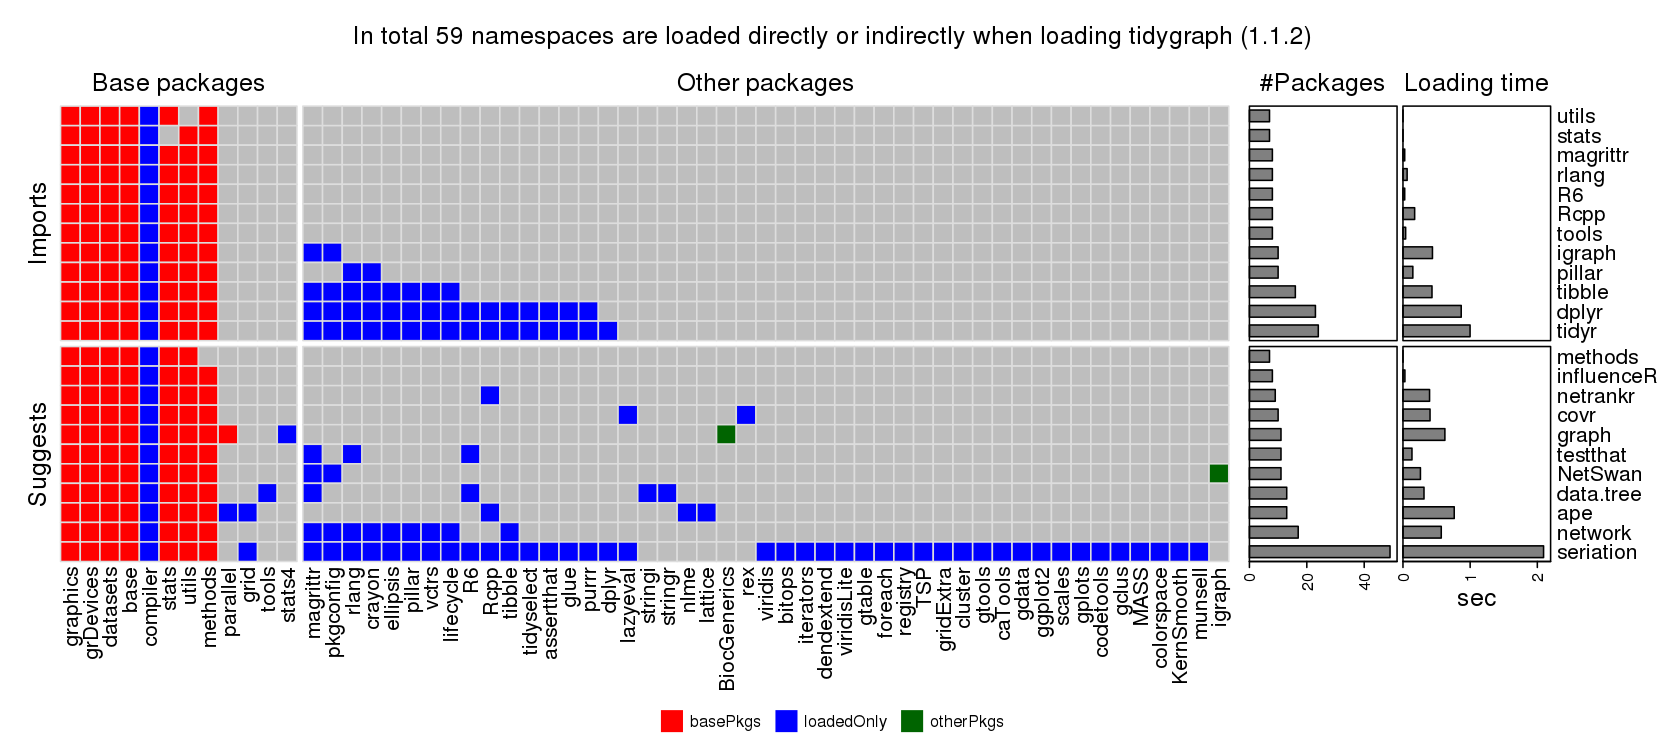 In total 59 namespaces are loaded directly or indirectly when loading tidygraph (1.1.2)
Base packages
Other packages
#Packages
Loading time
Imports
utils
stats
magrittr
rlang
R6
Rcpp
tools
igraph
pillar
tibble
dplyr
tidyr
Suggests
methods
influenceR
netrankr
covr
graph
testthat
NetSwan
data.tree
ape
network
seriation
graphics
grDevices
datasets
base
compiler
stats
utils
methods
parallel
grid
tools
stats4
magrittr
pkgconfig
rlang
crayon
ellipsis
pillar
vctrs
lifecycle
R6
Rcpp
tibble
tidyselect
assertthat
glue
purrr
dplyr
lazyeval
stringi
stringr
nlme
lattice
BiocGenerics
rex
viridis
bitops
iterators
dendextend
viridisLite
gtable
foreach
registry
TSP
gridExtra
cluster
gtools
caTools
gdata
ggplot2
scales
gplots
codetools
gclus
MASS
colorspace
KernSmooth
munsell
igraph
0
20
40
0
1
2
sec
basePkgs
loadedOnly
otherPkgs